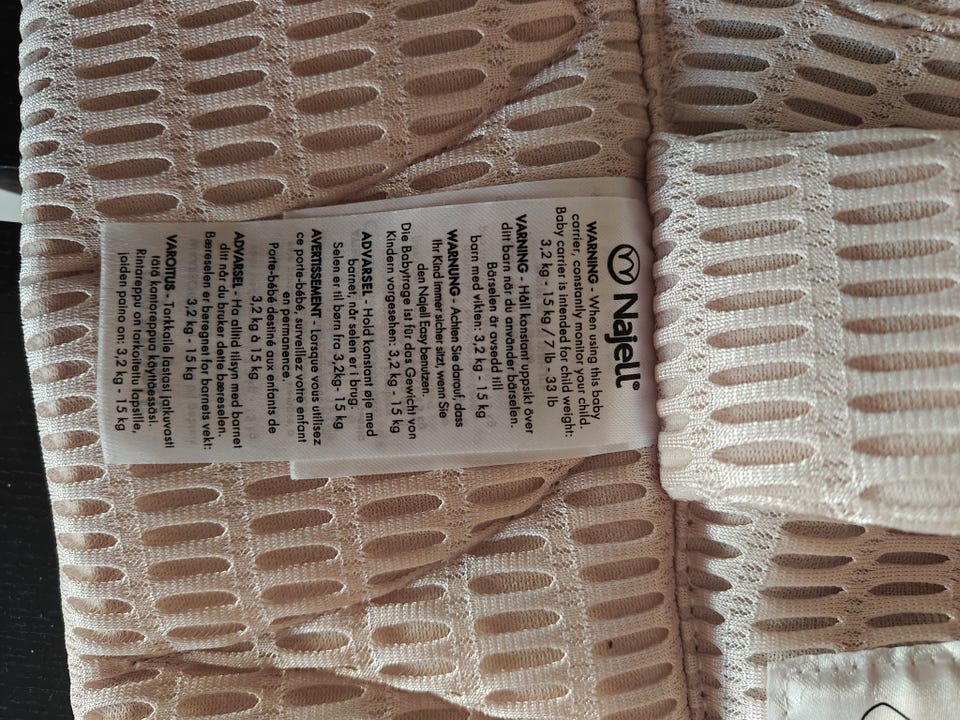 Najell®
WARNING - When using this baby
carrier, constantly monitor your child.
Baby carrier is intended for child weight:
3,2 kg - 15 kg / 7 lb - 33 lb
VARNING - Håll konstant uppsikt över
ditt barn när du använder bärselen.
Bärselen är avsedd till
barn med vikten: 3,2 kg - 15 kg
WARNUNG - Achten Sie darauf, dass
Ihr Kind immer sicher sitzt, wenn Sie
den Najell Easy benutzen.
Die Babytrage ist für das Gewicht von
Kindern vorgesehen: 3,2 kg - 15 kg
ADVARSEL - Hold konstant øje med
barnet, når selen er i brug.
Selen er til børn fra 3,2kg- 15 kg
AVERTISSEMENT - Lorsque vous utilisez
ce porte-bébé, surveillez votre enfant
en permanence.
Porte-bébé destiné aux enfants de
3,2 kg à 15 kg
ADVARSEL - Ha alltid tilsyn med barnet
ditt når du bruker dette bæreselen.
Bæreselen er beregnet for barnets vekt:
3,2 kg - 15 kg
VAROITUS - Tarkkaile lastasi jatkuvasti
tätä kantoreppua käyttäessäsi.
Rintareppu on tarkoitettu lapsille,
joiden paino on: 3,2 kg - 15 kg